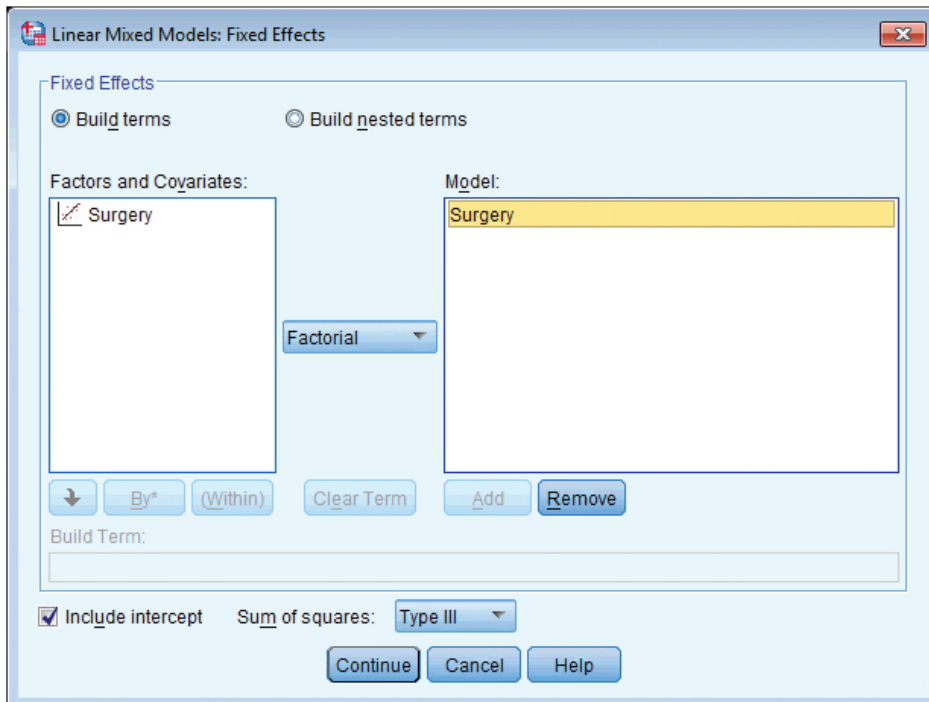 Linear Mixed Models: Fixed Effects
Fixed Effects
Build terms Build nested terms
Factors and Covariates: Model:
Surgery Surgery
Factorial
By* (Within) Clear Term Add Remove
Build Term:
Include intercept Sum of squares: Type III
Continue Cancel Help